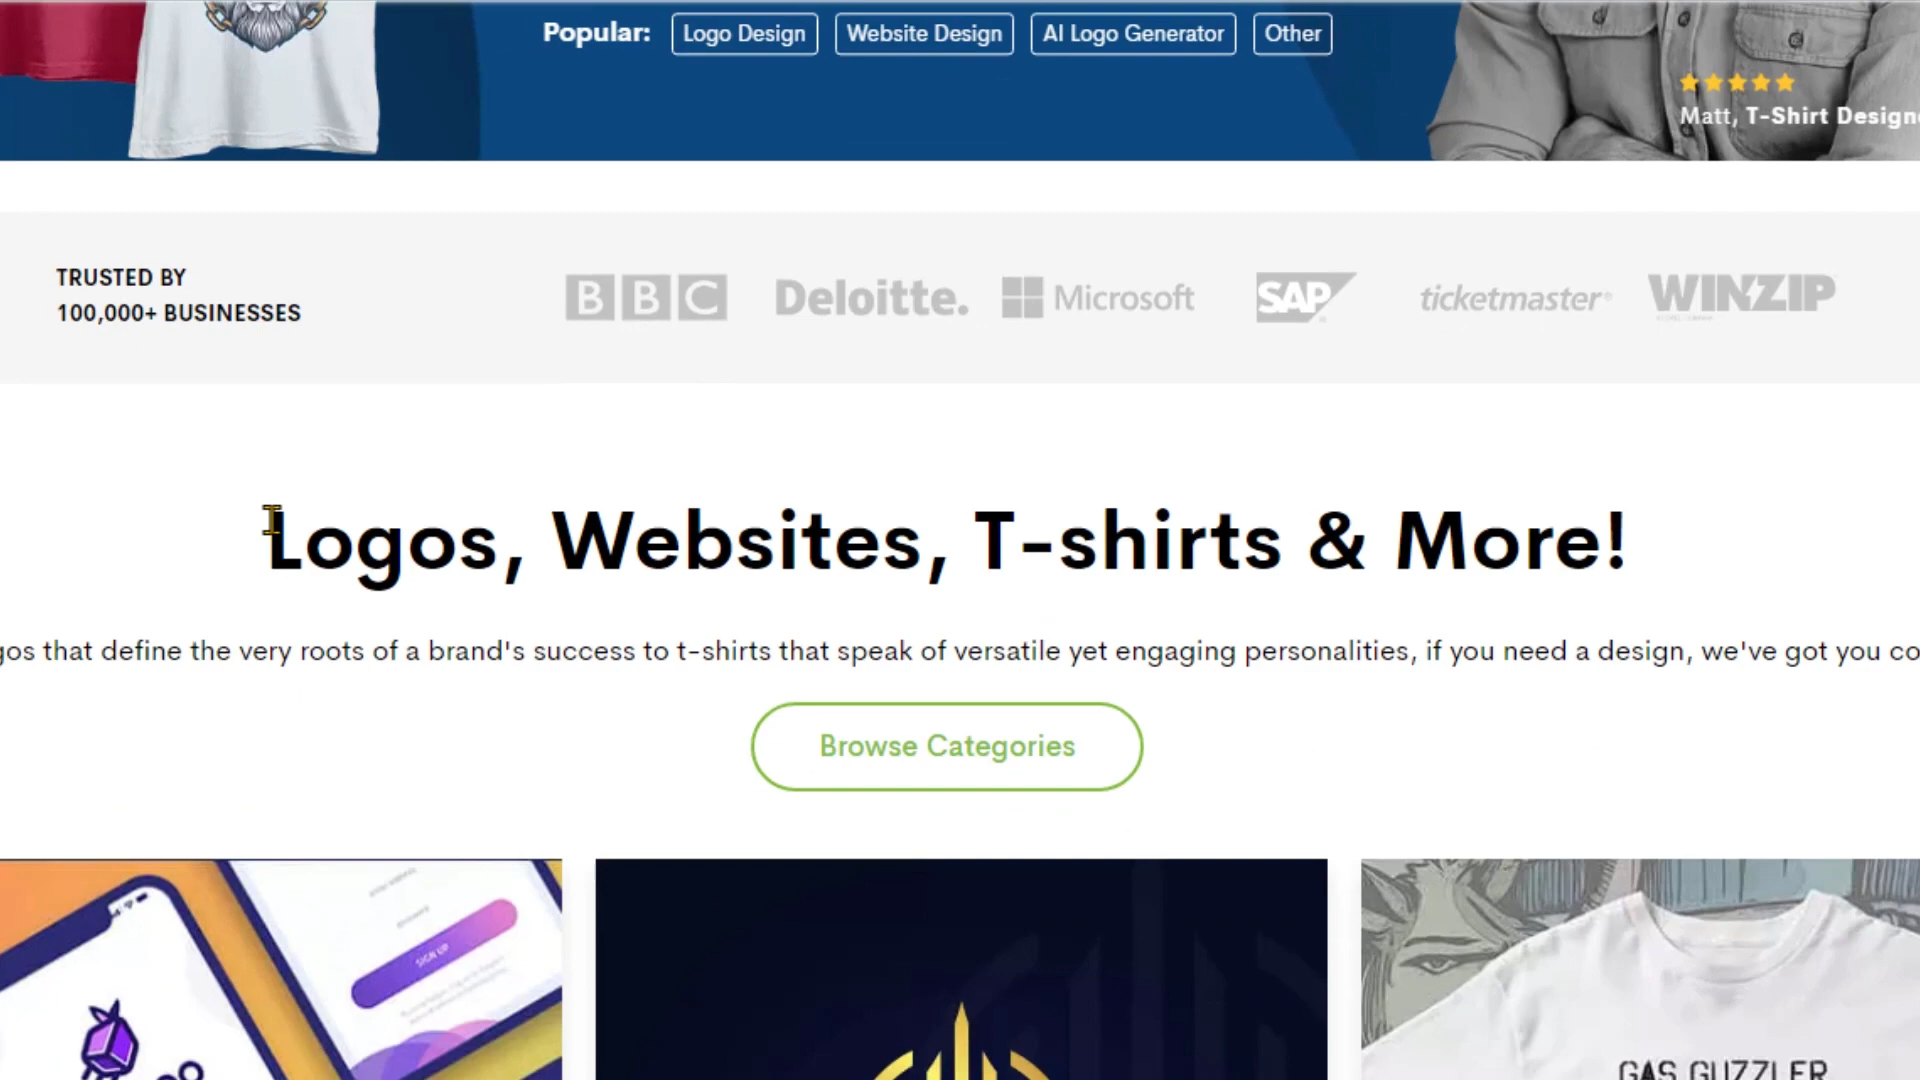 Popular: Logo Design Website Design AI Logo Generator Other
Matt, T-Shirt Design
TRUSTED BY
100,000+ BUSINESSES
BBC Deloitte. Microsoft SAP ticketmaster® WINZIP
Logos, Websites, T-shirts & More!
that define the very roots of a brand's success to t-shirts that speak of versatile yet engaging personalities, if you need a design, we've got you
Browse Categories
SIGN UP
GAS GUZZLER